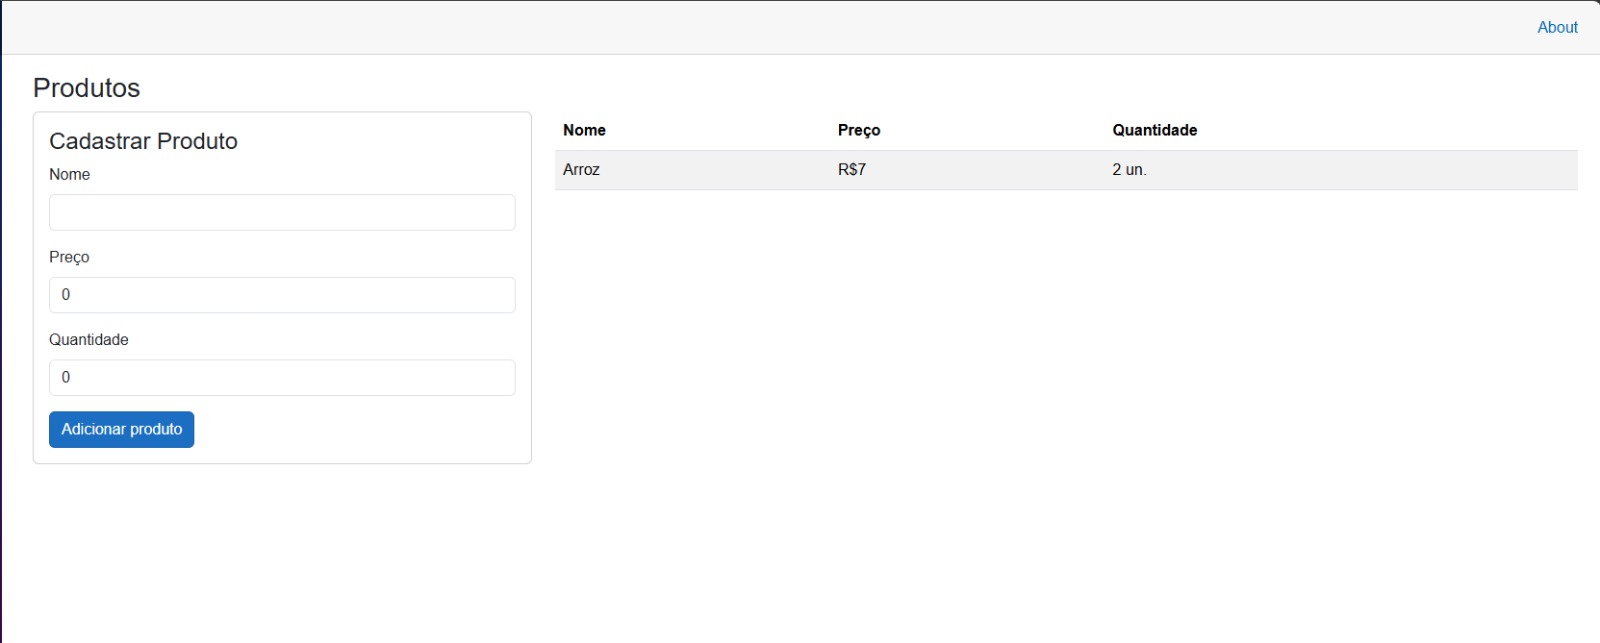 About
Produtos
Cadastrar Produto
Nome
Preço
0
Quantidade
0
Adicionar produto
Nome Preço Quantidade
Arroz R$7 2 un.